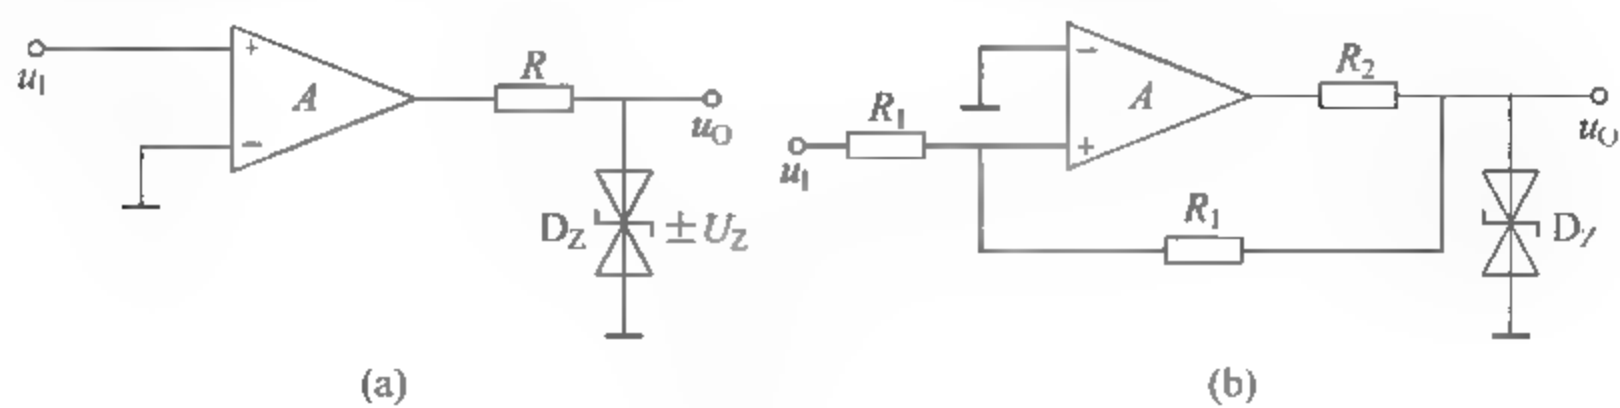 u_I
+
A
−
R
u_O
D_Z
±U_Z
(a)
−
A
+
R_2
R_1
u_I
u_O
R_1
D_Z
(b)